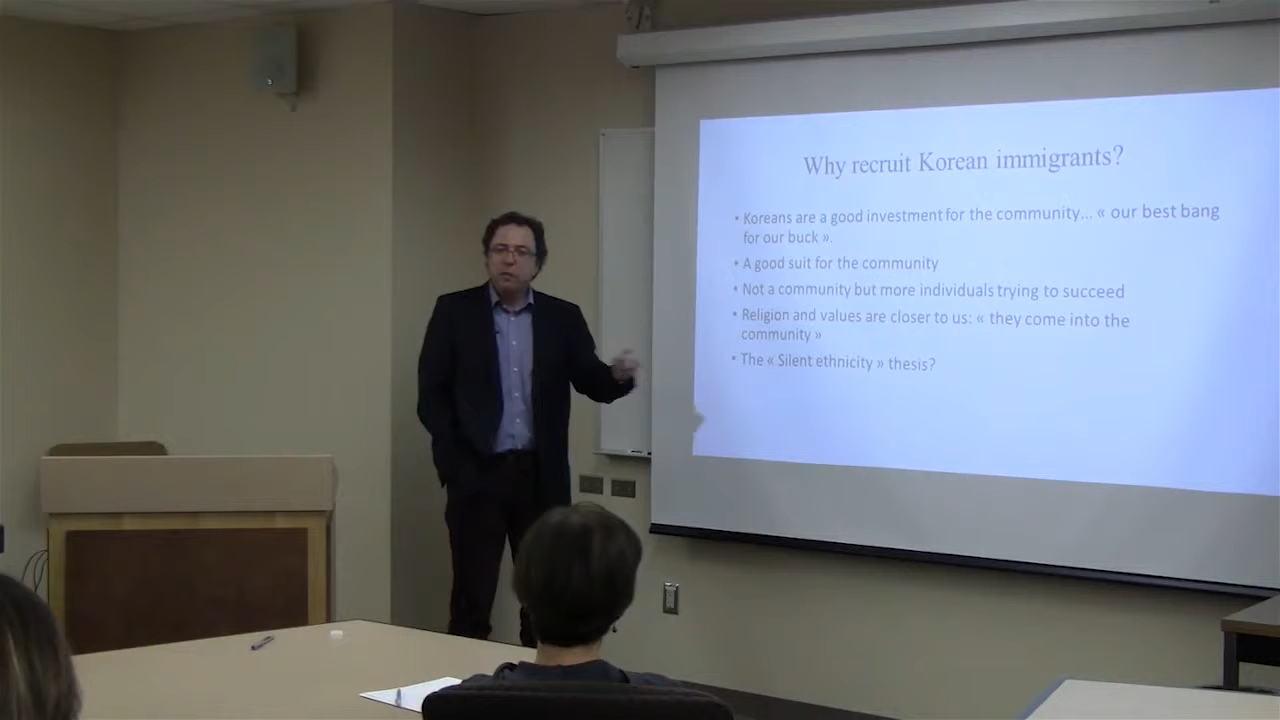 Why recruit Korean immigrants?
• Koreans are a good investment for the community... « our best bang
for our buck ».
• A good suit for the community
• Not a community but more individuals trying to succeed
• Religion and values are closer to us: « they come into the
community »
• The « Silent ethnicity » thesis?